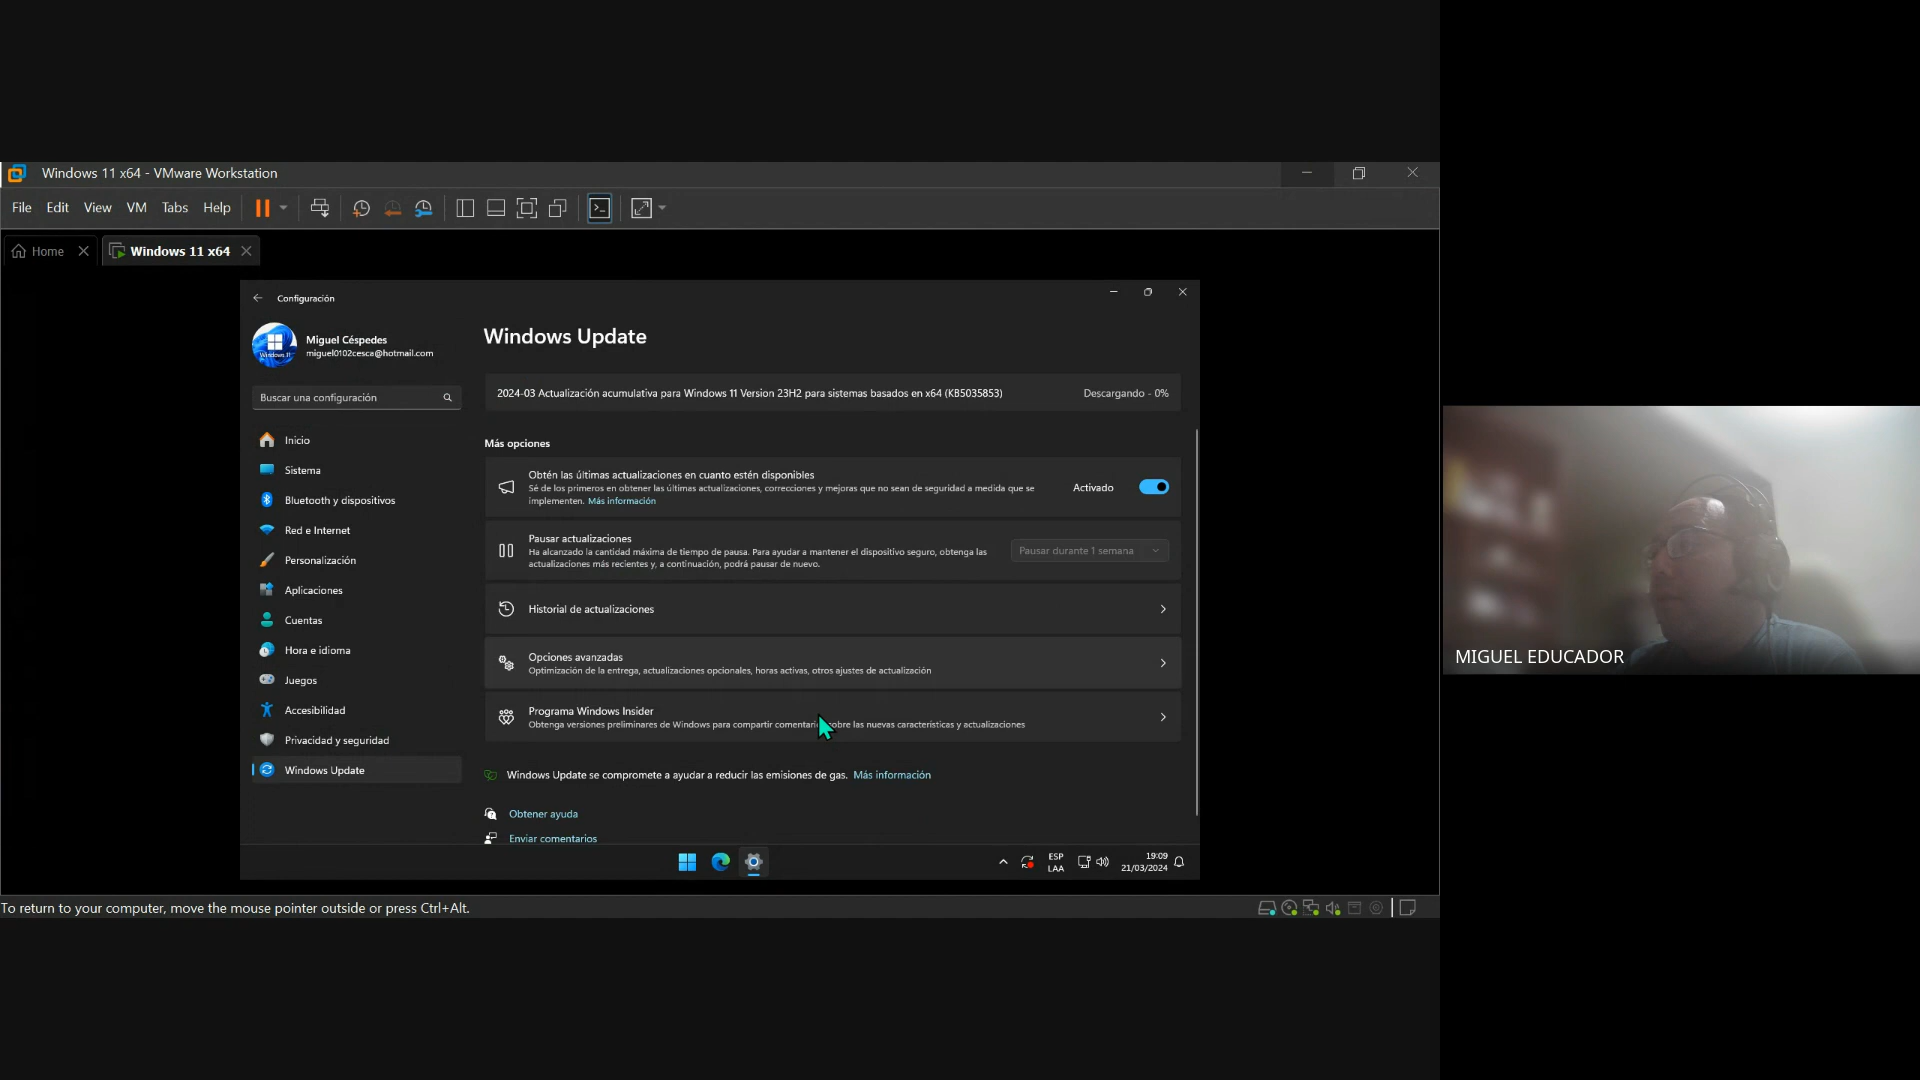 Windows 11 x64 - VMware Workstation
File Edit View VM Tabs Help
Home Windows 11 x64
Configuración
Miguel Céspedes
miguel0102cesca@hotmail.com
Buscar una configuración
Inicio
Sistema
Bluetooth y dispositivos
Red e Internet
Personalización
Aplicaciones
Cuentas
Hora e idioma
Juegos
Accesibilidad
Privacidad y seguridad
Windows Update
Windows Update
2024-03 Actualización acumulativa para Windows 11 Version 23H2 para sistemas basados en x64 (KB5035853) Descargando - 0%
Más opciones
Obtén las últimas actualizaciones en cuanto estén disponibles
Sé de los primeros en obtener las últimas actualizaciones, correcciones y mejoras que no sean de seguridad a medida que se
implementen. Más información
Activado
Pausar actualizaciones
Ha alcanzado la cantidad máxima de tiempo de pausa. Para ayudar a mantener el dispositivo seguro, obtenga las
actualizaciones más recientes y, a continuación, podrá pausar de nuevo.
Pausar durante 1 semana
Historial de actualizaciones
Opciones avanzadas
Optimización de la entrega, actualizaciones opcionales, horas activas, otros ajustes de actualización
Programa Windows Insider
Obtenga versiones preliminares de Windows para compartir comentari sobre las nuevas características y actualizaciones
Windows Update se compromete a ayudar a reducir las emisiones de gas. Más información
Obtener ayuda
Enviar comentarios
ESP
LAA
19:09
21/03/2024
To return to your computer, move the mouse pointer outside or press Ctrl+Alt.
MIGUEL EDUCADOR